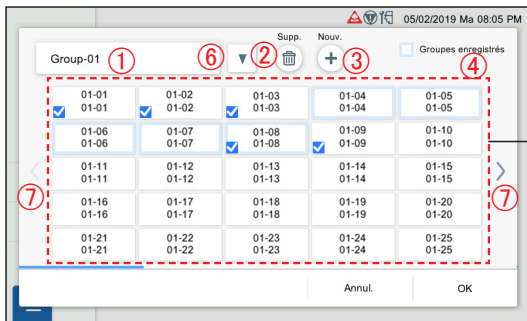 05/02/2019 Ma 08:05 PM
Supp. Nouv.
Group-01 ① ⑥ ▼ ② + ③ Groupes enregistrés
④
01-01 01-02 01-03 01-04 01-05
01-01 01-02 01-03 01-04 01-05
01-06 01-07 01-08 01-09 01-10
01-06 01-07 01-08 01-09 01-10
01-11 01-12 01-13 01-14 01-15
01-11 01-12 01-13 01-14 01-15
⑦ ⑦
01-16 01-17 01-18 01-19 01-20
01-16 01-17 01-18 01-19 01-20
01-21 01-22 01-23 01-24 01-25
01-21 01-22 01-23 01-24 01-25
Annul. OK